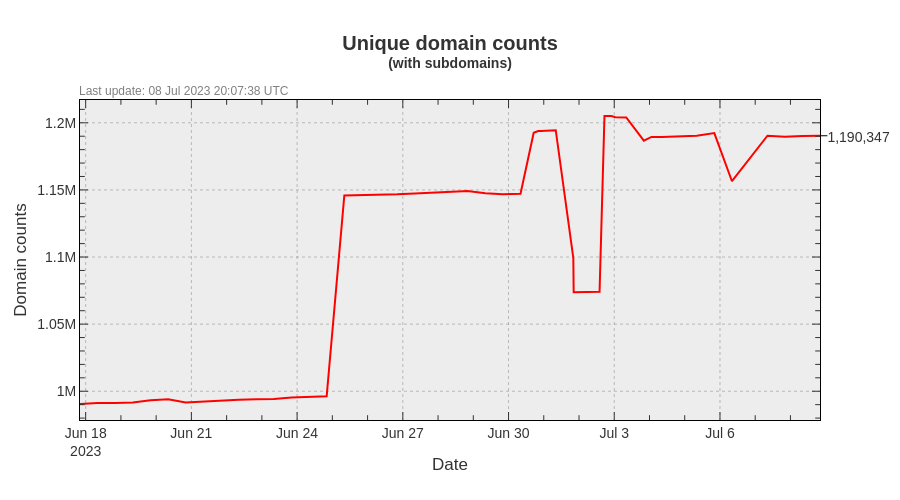 Unique domain counts
(with subdomains)
Last update: 08 Jul 2023 20:07:38 UTC
1.2M
1.15M
1.1M
1.05M
1M
1,190,347
Domain counts
Jun 18
2023
Jun 21
Jun 24
Jun 27
Jun 30
Jul 3
Jul 6
Date